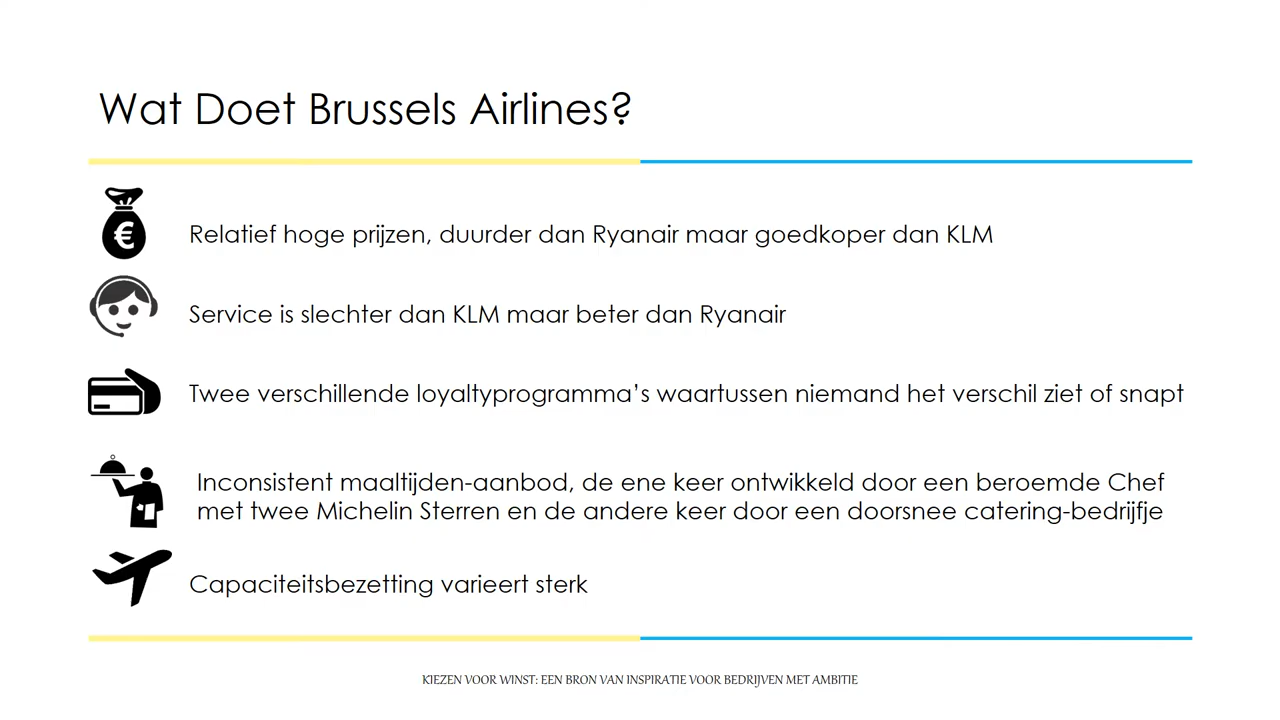 Wat Doet Brussels Airlines?
€
Relatief hoge prijzen, duurder dan Ryanair maar goedkoper dan KLM
Service is slechter dan KLM maar beter dan Ryanair
Twee verschillende loyaltyprogramma’s waartussen niemand het verschil ziet of snapt
Inconsistent maaltijden-aanbod, de ene keer ontwikkeld door een beroemde Chef
met twee Michelin Sterren en de andere keer door een doorsnee catering-bedrijfje
Capaciteitsbezetting varieert sterk
KIEZEN VOOR WINST: EEN BRON VAN INSPIRATIE VOOR BEDRIJVEN MET AMBITIE